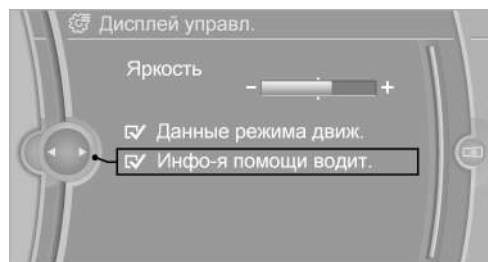 Дисплей управл.
Яркость
- +
Данные режима движ.
Инфо-я помощи водит.